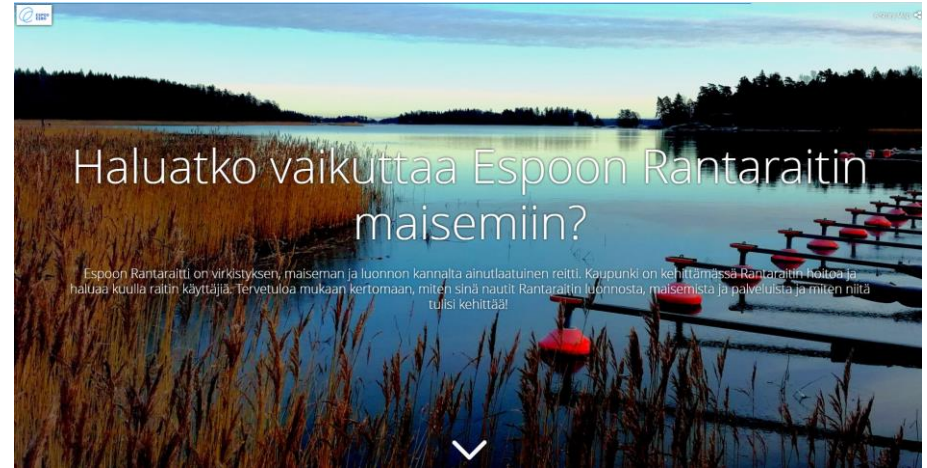 ESPOO
ESBO
Haluatko vaikuttaa Espoon Rantaraitin
maisemiin?
Espoon Rantaraitti on virkistyksen, maiseman ja luonnon kannalta ainutlaatuinen reitti. Kaupunki on kehittämässä Rantaraitin hoitoa ja
haluaa kuulla raitin käyttäjiä. Tervetuloa mukaan kertomaan, miten sinä nautit Rantaraitin luonnosta, maisemista ja palveluista ja miten niitä
tulisi kehittää!